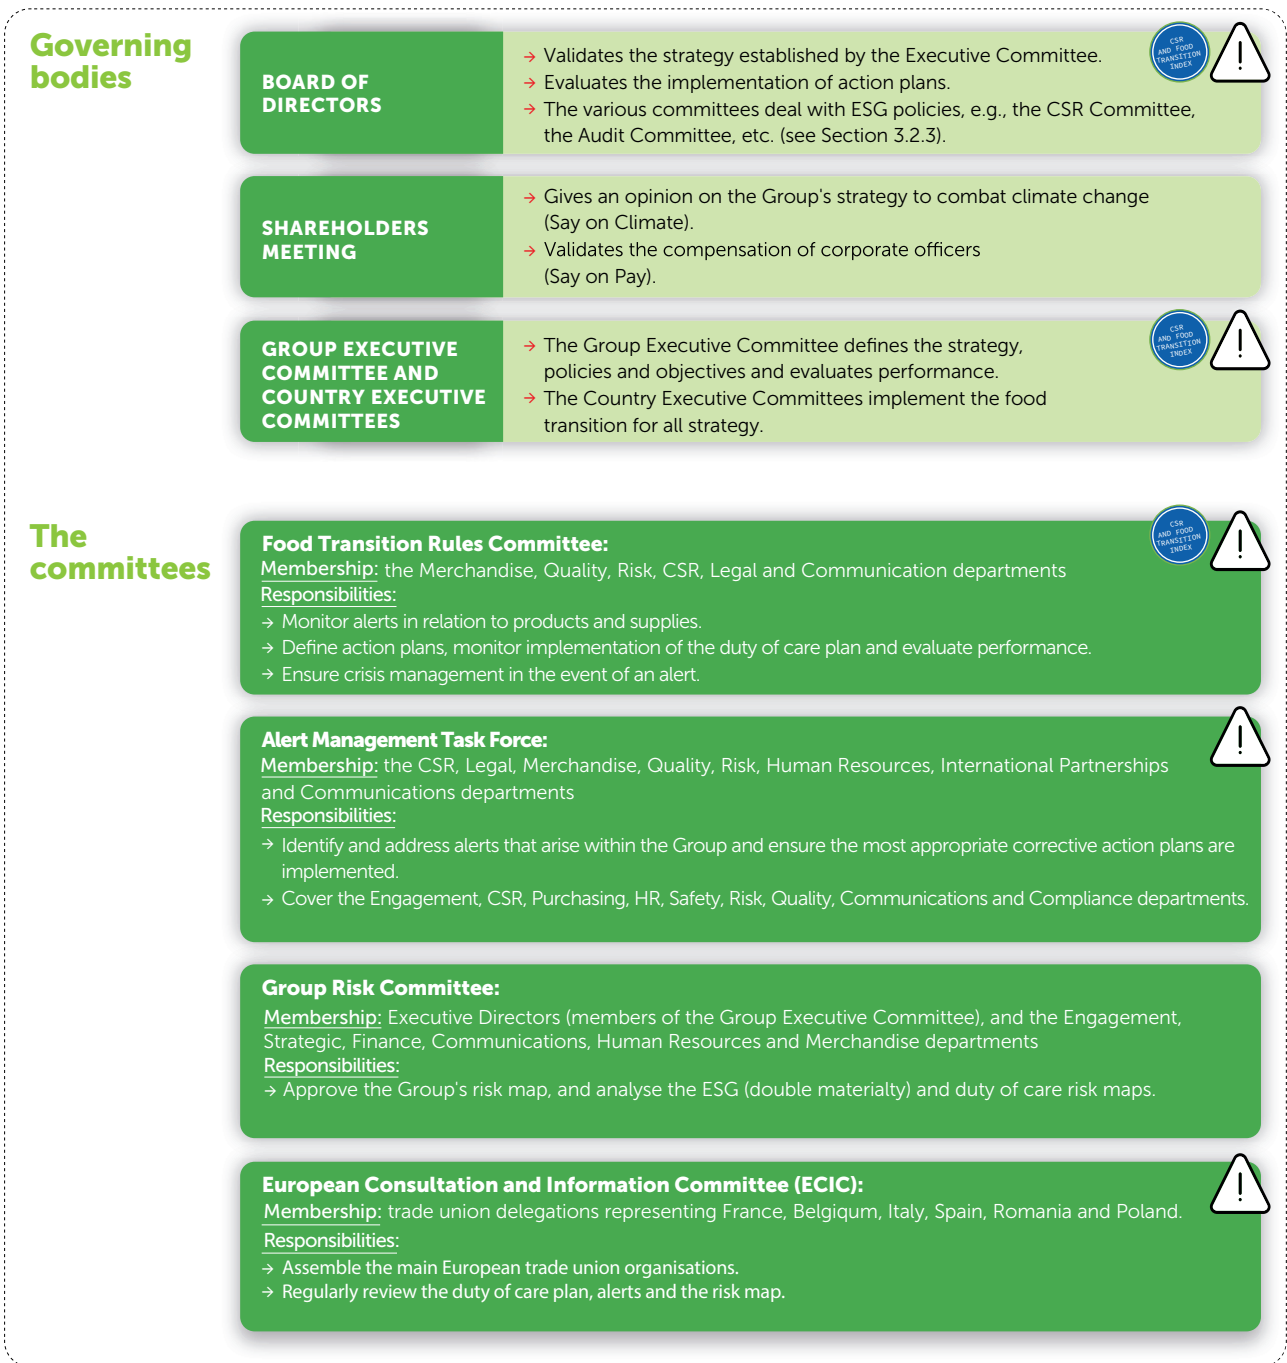 Governing
bodies
BOARD OF
DIRECTORS
→ Validates the strategy established by the Executive Committee.
→ Evaluates the implementation of action plans.
→ The various committees deal with ESG policies, e.g., the CSR Committee,
the Audit Committee, etc. (see Section 3.2.3).
CSR
AND FOOD
TRANSITION
INDEX
!
SHAREHOLDERS
MEETING
→ Gives an opinion on the Group's strategy to combat climate change
(Say on Climate).
→ Validates the compensation of corporate officers
(Say on Pay).
GROUP EXECUTIVE
COMMITTEE AND
COUNTRY EXECUTIVE
COMMITTEES
→ The Group Executive Committee defines the strategy,
policies and objectives and evaluates performance.
→ The Country Executive Committees implement the food
transition for all strategy.
CSR
AND FOOD
TRANSITION
INDEX
!
The
committees
Food Transition Rules Committee:
Membership: the Merchandise, Quality, Risk, CSR, Legal and Communication departments
Responsibilities:
→ Monitor alerts in relation to products and supplies.
→ Define action plans, monitor implementation of the duty of care plan and evaluate performance.
→ Ensure crisis management in the event of an alert.
CSR
AND FOOD
TRANSITION
INDEX
!
Alert Management Task Force:
Membership: the CSR, Legal, Merchandise, Quality, Risk, Human Resources, International Partnerships
and Communications departments
Responsibilities:
→ Identify and address alerts that arise within the Group and ensure the most appropriate corrective action plans are
implemented.
→ Cover the Engagement, CSR, Purchasing, HR, Safety, Risk, Quality, Communications and Compliance departments.
!
Group Risk Committee:
Membership: Executive Directors (members of the Group Executive Committee), and the Engagement,
Strategic, Finance, Communications, Human Resources and Merchandise departments
Responsibilities:
→ Approve the Group's risk map, and analyse the ESG (double materialty) and duty of care risk maps.
European Consultation and Information Committee (ECIC):
Membership: trade union delegations representing France, Belgiqum, Italy, Spain, Romania and Poland.
Responsibilities:
→ Assemble the main European trade union organisations.
→ Regularly review the duty of care plan, alerts and the risk map.
!